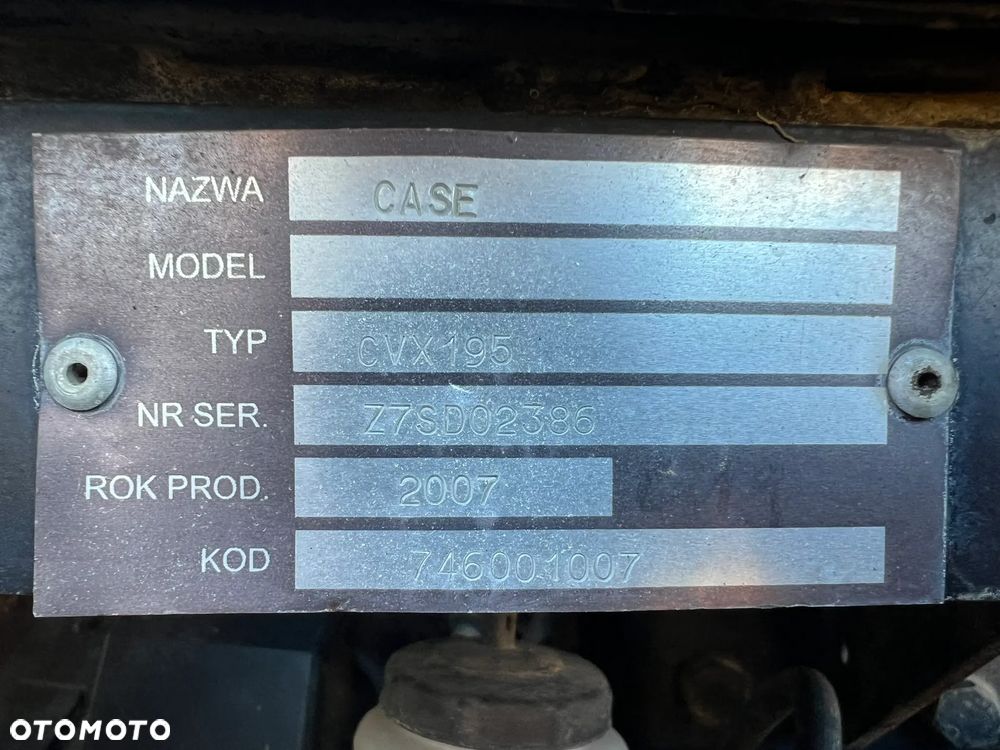 NAZWA CASE
MODEL
TYP CVX195
NR SER. Z7SD02386
ROK PROD. 2007
KOD 746001007
OTOMOTO